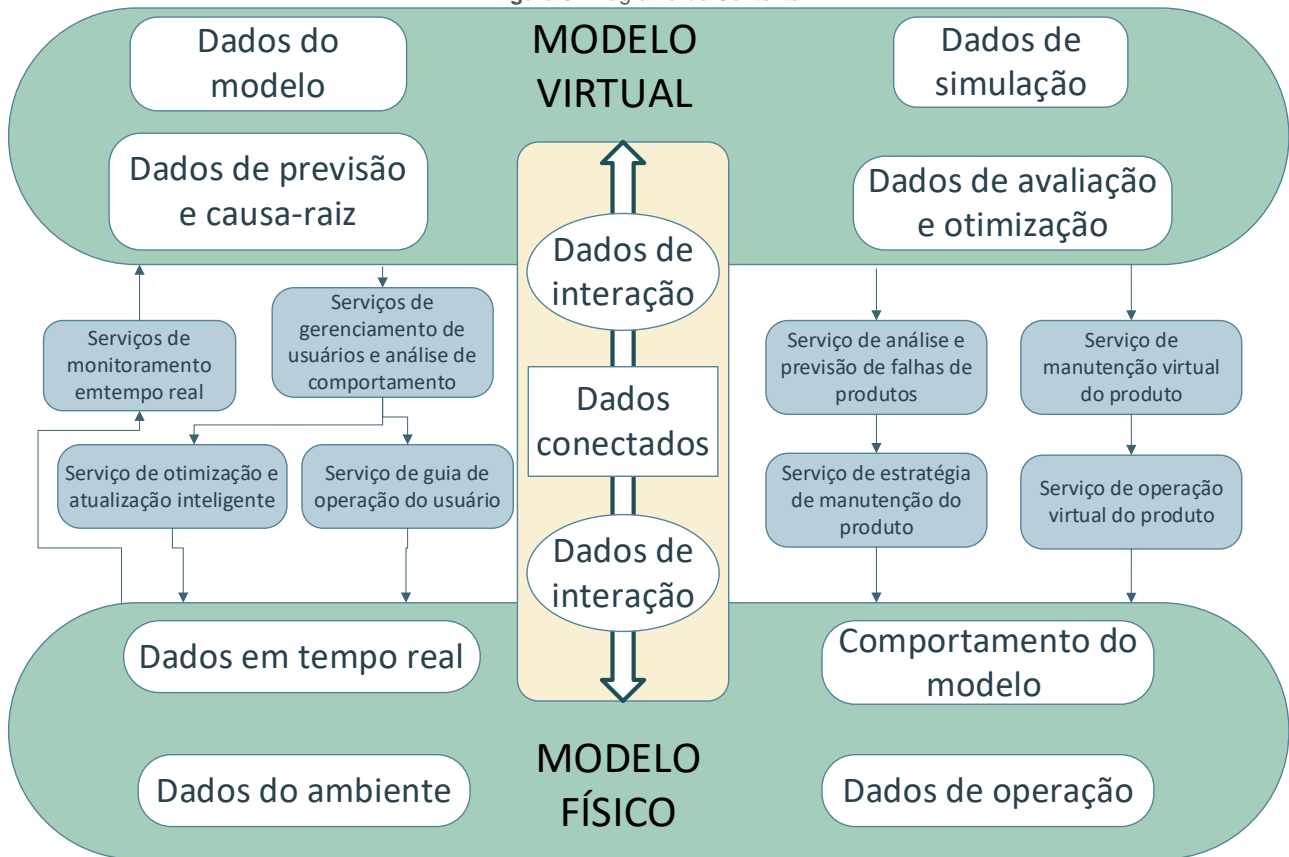 Dados do
modelo
MODELO
VIRTUAL
Dados de
simulação
Dados de previsão
e causa-raiz
Dados de avaliação
e otimização
Dados de
interação
Serviços de
monitoramento
emtempo real
Serviços de
gerenciamento de
usuários e análise de
comportamento
Serviço de análise e
previsão de falhas de
produtos
Serviço de
manutenção virtual
do produto
Dados
conectados
Serviço de otimização e
atualização inteligente
Serviço de guia de
operação do usuário
Serviço de estratégia
de manutenção do
produto
Serviço de operação
virtual do produto
Dados de
interação
Dados em tempo real
Comportamento do
modelo
MODELO
FÍSICO
Dados do ambiente
Dados de operação